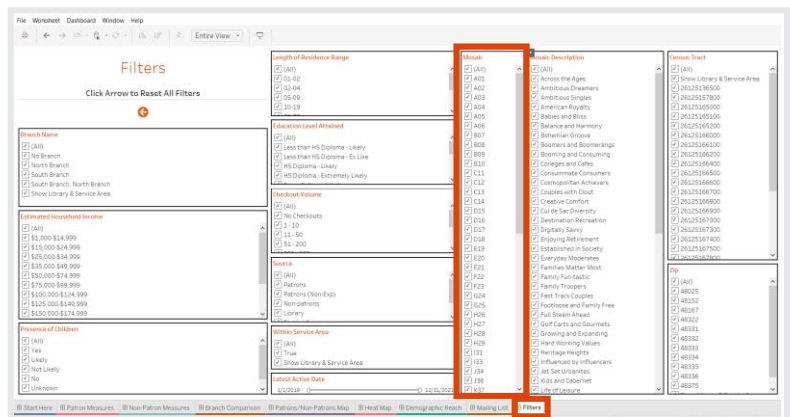 File Worksheet Dashboard Window Help
Entire View
Filters
Click Arrow to Reset All Filters
Branch Name
(All)
No Branch
North Branch
South Branch
South Branch, North Branch
Show Library & Service Area
Estimated Household Income
(All)
$1,000-$14,999
$15,000-$24,999
$25,000-$34,999
$35,000-$49,999
$50,000-$74,999
$75,000-$99,999
$100,000-$124,999
$125,000-$149,999
$150,000-$174,999
Presence of Children
(All)
Yes
Likely
Not Likely
No
Unknown
Length of Residence Range
(All)
01-02
02-04
05-09
10-19
Education Level Attained
(All)
Less than HS Diploma - Likely
Less than HS Diploma - Ex Like
HS Diploma - Likely
HS Diploma - Extremely Likely
Checkout Volume
(All)
No Checkouts
1 - 10
11 - 50
51 - 200
Source
(All)
Patrons
Patrons (Non-Exp)
Non-patrons
Library
Within Service Area
(All)
True
Show Library & Service Area
Latest Active Date
1/1/2019
12/31/2021
Mosaic
(All)
A01
A02
A03
A04
A05
A06
B07
B08
B09
B10
C11
C12
C13
C14
D15
D16
D17
D18
E19
E20
E21
F22
F23
G24
G25
H26
H27
H28
H29
I31
I33
J34
J36
K37
Mosaic Description
(All)
Across the Ages
Ambitious Dreamers
Ambitious Singles
American Royalty
Babies and Bliss
Balance and Harmony
Bohemian Groove
Boomers and Boomerangs
Booming and Consuming
Colleges and Cafes
Consummate Consumers
Cosmopolitan Achievers
Couples with Clout
Creative Comfort
Cul de Sac Diversity
Destination Recreation
Digitally Savvy
Enjoying Retirement
Established in Society
Everyday Moderates
Families Matter Most
Family Fun-tastic
Family Troopers
Fast Track Couples
Footloose and Family Free
Full Steam Ahead
Golf Carts and Gourmets
Growing and Expanding
Hard Working Values
Heritage Heights
Influenced by Influencers
Jet Set Urbanites
Kids and Cabernet
Life of Leisure
Census Tract
(All)
Show Library & Service Area
26125136500
26125157800
26125165000
26125165100
26125165200
26125166000
26125166100
26125166200
26125166400
26125166500
26125166600
26125166700
26125166800
26125166900
26125167000
26125167300
26125167400
26125167500
26125167800
Zip
(All)
48025
48152
48167
48322
48331
48332
48333
48334
48335
48336
48375
Start Here Patron Measures Non-Patron Measures Branch Comparison Patrons/Non-Patrons Map Heat Map Demographic Reach Mailing List Filters